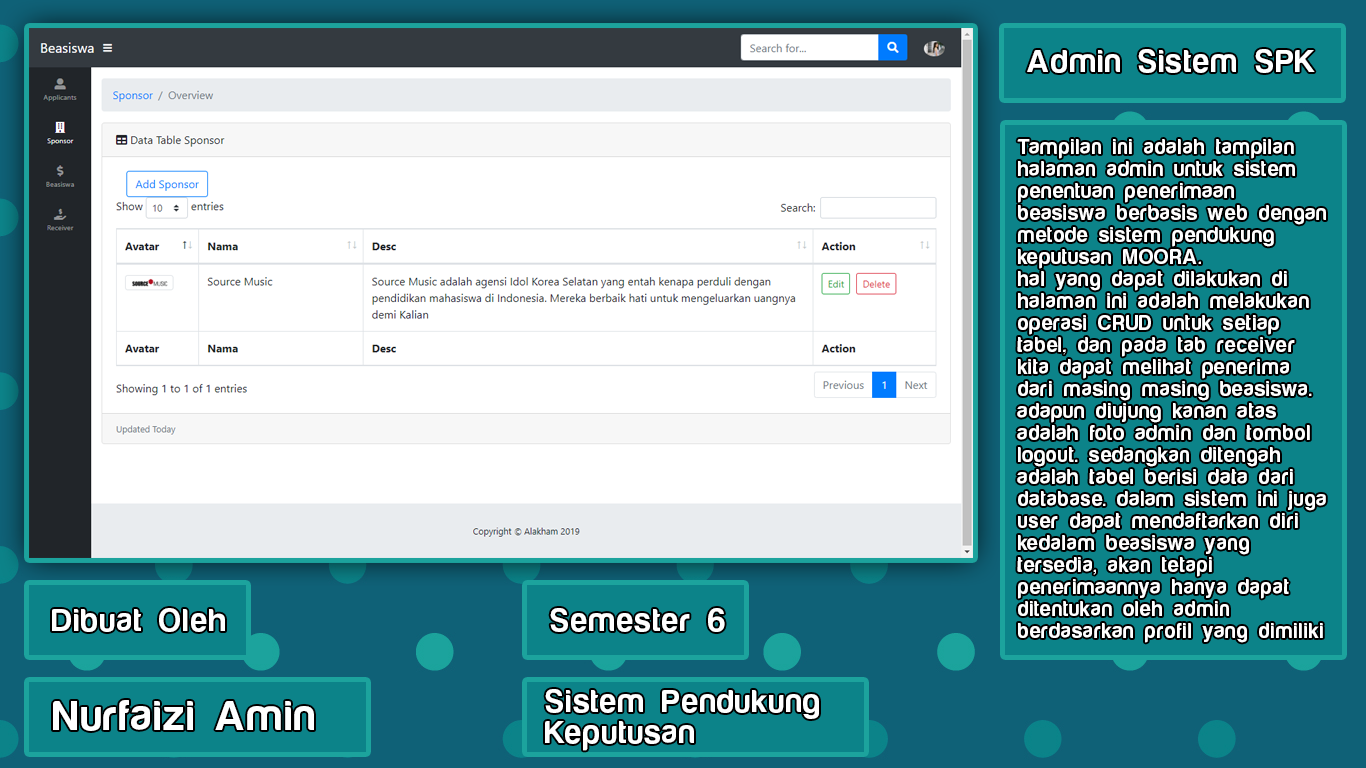 Beasiswa
Search for...
Applicants
Sponsor
Beasiswa
Receiver
Sponsor / Overview
Data Table Sponsor
Add Sponsor
Show 10 entries
Search:
Avatar Nama Desc Action
SOURCE MUSIC
Source Music
Source Music adalah agensi Idol Korea Selatan yang entah kenapa perduli dengan
pendidikan mahasiswa di Indonesia. Mereka berbaik hati untuk mengeluarkan uangnya
demi Kalian
Edit Delete
Avatar Nama Desc Action
Showing 1 to 1 of 1 entries
Previous 1 Next
Updated Today
Copyright © Alakham 2019
Admin Sistem SPK
Tampilan ini adalah tampilan
halaman admin untuk sistem
penentuan penerimaan
beasiswa berbasis web dengan
metode sistem pendukung
keputusan MOORA.
hal yang dapat dilakukan di
halaman ini adalah melakukan
operasi CRUD untuk setiap
tabel, dan pada tab receiver
kita dapat melihat penerima
dari masing masing beasiswa.
adapun diujung kanan atas
adalah foto admin dan tombol
logout. sedangkan ditengah
adalah tabel berisi data dari
database. dalam sistem ini juga
user dapat mendaftarkan diri
kedalam beasiswa yang
tersedia, akan tetapi
penerimaannya hanya dapat
ditentukan oleh admin
berdasarkan profil yang dimiliki
Dibuat Oleh
Nurfaizi Amin
Semester 6
Sistem Pendukung
Keputusan